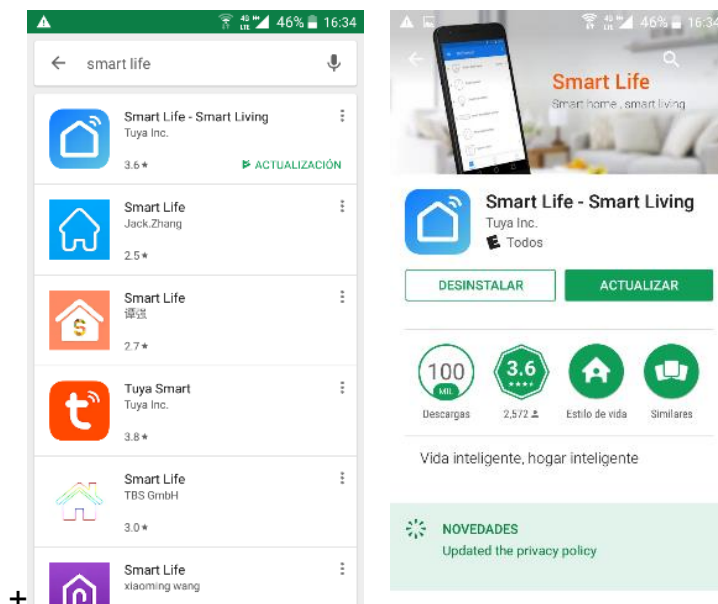 46% 16:34
smart life
Smart Life - Smart Living
Tuya Inc.
3.6★
ACTUALIZACIÓN
Smart Life
Jack.Zhang
2.5★
Smart Life
谭强
2.7★
Tuya Smart
Tuya Inc.
3.8★
Smart Life
TBS GmbH
3.0★
Smart Life
xiaoming wang
+
4G LTE 46% 16:34
Smart Life
Smart home , smart living
Smart Life - Smart Living
Tuya Inc.
E Todos
DESINSTALAR
ACTUALIZAR
100
MIL
Descargas
3.6
2,572
Estilo de vida
Similares
Vida inteligente, hogar inteligente
NOVEDADES
Updated the privacy policy